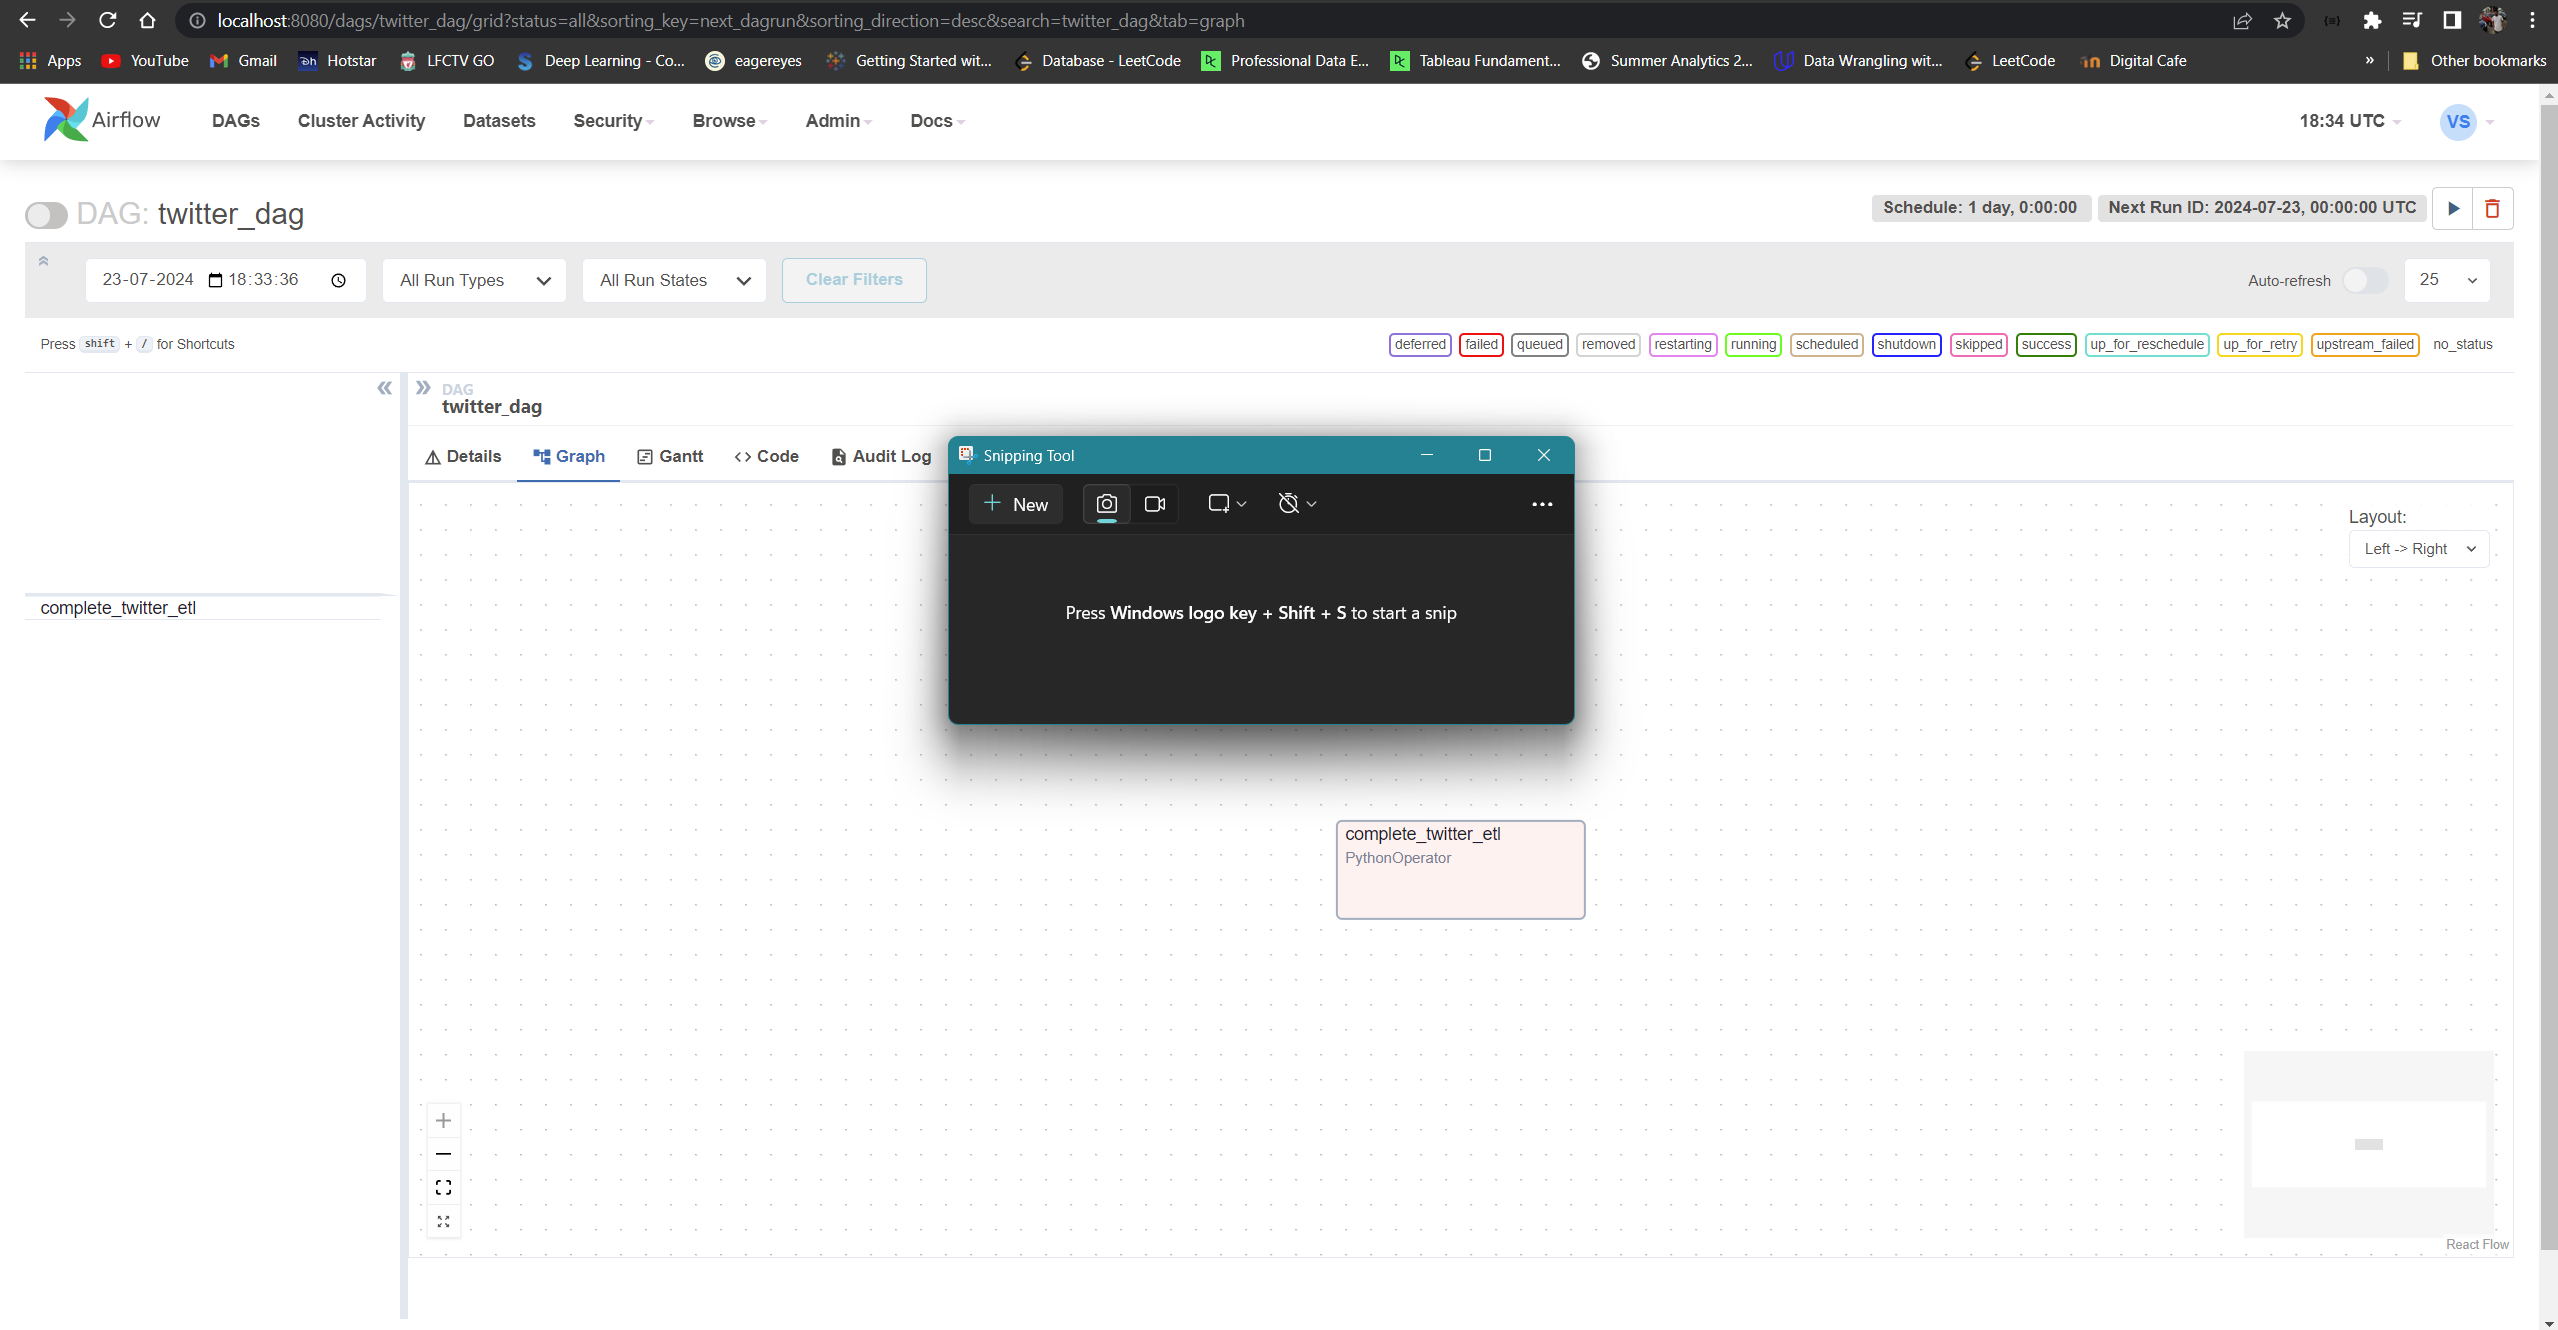 localhost:8080/dags/twitter_dag/grid?status=all&sorting_key=next_dagrun&sorting_direction=desc&search=twitter_dag&tab=graph
Apps YouTube Gmail Hotstar LFCTV GO Deep Learning - Co... eagereyes Getting Started wit... Database - LeetCode Professional Data E... Tableau Fundament... Summer Analytics 2... Data Wrangling wit... LeetCode Digital Cafe » Other bookmarks
Airflow DAGs Cluster Activity Datasets Security Browse Admin Docs 18:34 UTC VS
DAG: twitter_dag Schedule: 1 day, 0:00:00 Next Run ID: 2024-07-23, 00:00:00 UTC
23-07-2024 18:33:36 All Run Types All Run States Clear Filters Auto-refresh 25
Press shift + / for Shortcuts deferred failed queued removed restarting running scheduled shutdown skipped success up_for_reschedule up_for_retry upstream_failed no_status
DAG
twitter_dag
Details Graph Gantt Code Audit Log
Snipping Tool
New
Press Windows logo key + Shift + S to start a snip
Layout:
Left -> Right
complete_twitter_etl
complete_twitter_etl
PythonOperator
React Flow